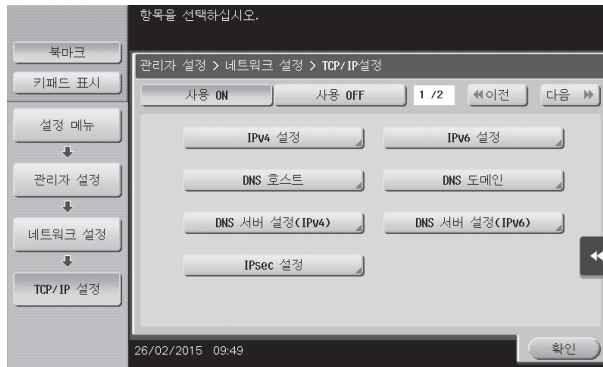 항목을 선택하십시오.
북마크
키패드 표시
설정 메뉴
관리자 설정
네트워크 설정
TCP/IP 설정
관리자 설정 > 네트워크 설정 > TCP/IP설정
사용 ON 사용 OFF 1 /2 이전 다음
IPv4 설정 IPv6 설정
DNS 호스트 DNS 도메인
DNS 서버 설정(IPv4) DNS 서버 설정(IPv6)
IPsec 설정
26/02/2015 09:49
확인